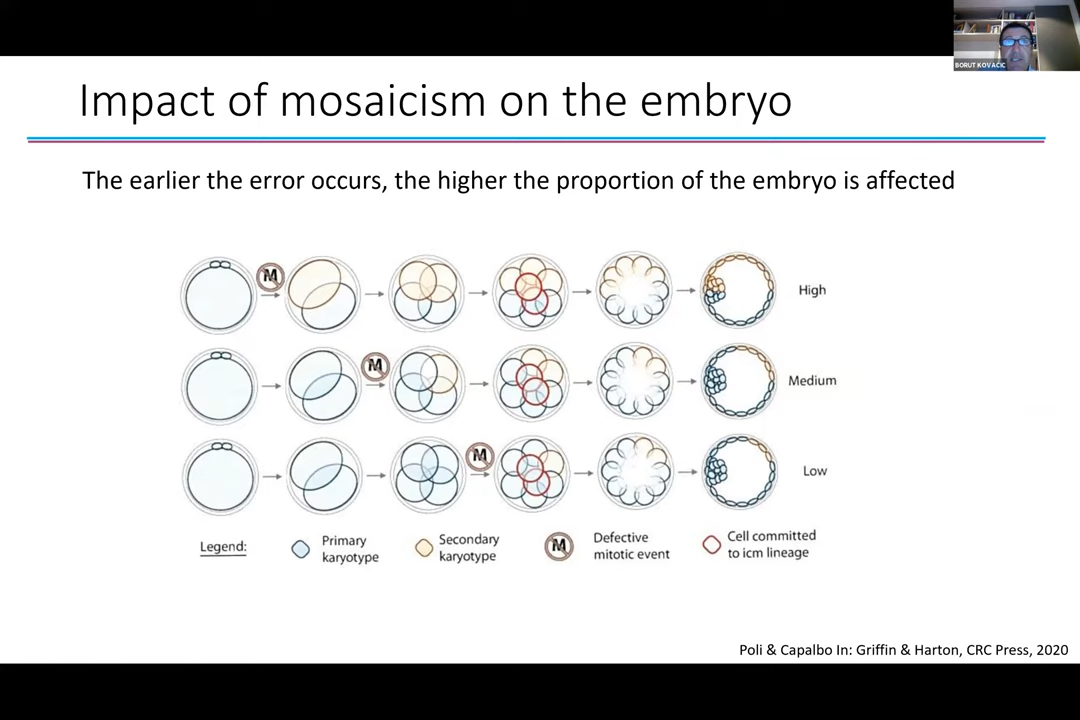 BORUT KOVAČIČ
Impact of mosaicism on the embryo
The earlier the error occurs, the higher the proportion of the embryo is affected
M
High
M
Medium
M
Low
Legend:
Primary
karyotype
Secondary
karyotype
M
Defective
mitotic event
Cell committed
to icm lineage
Poli & Capalbo In: Griffin & Harton, CRC Press, 2020